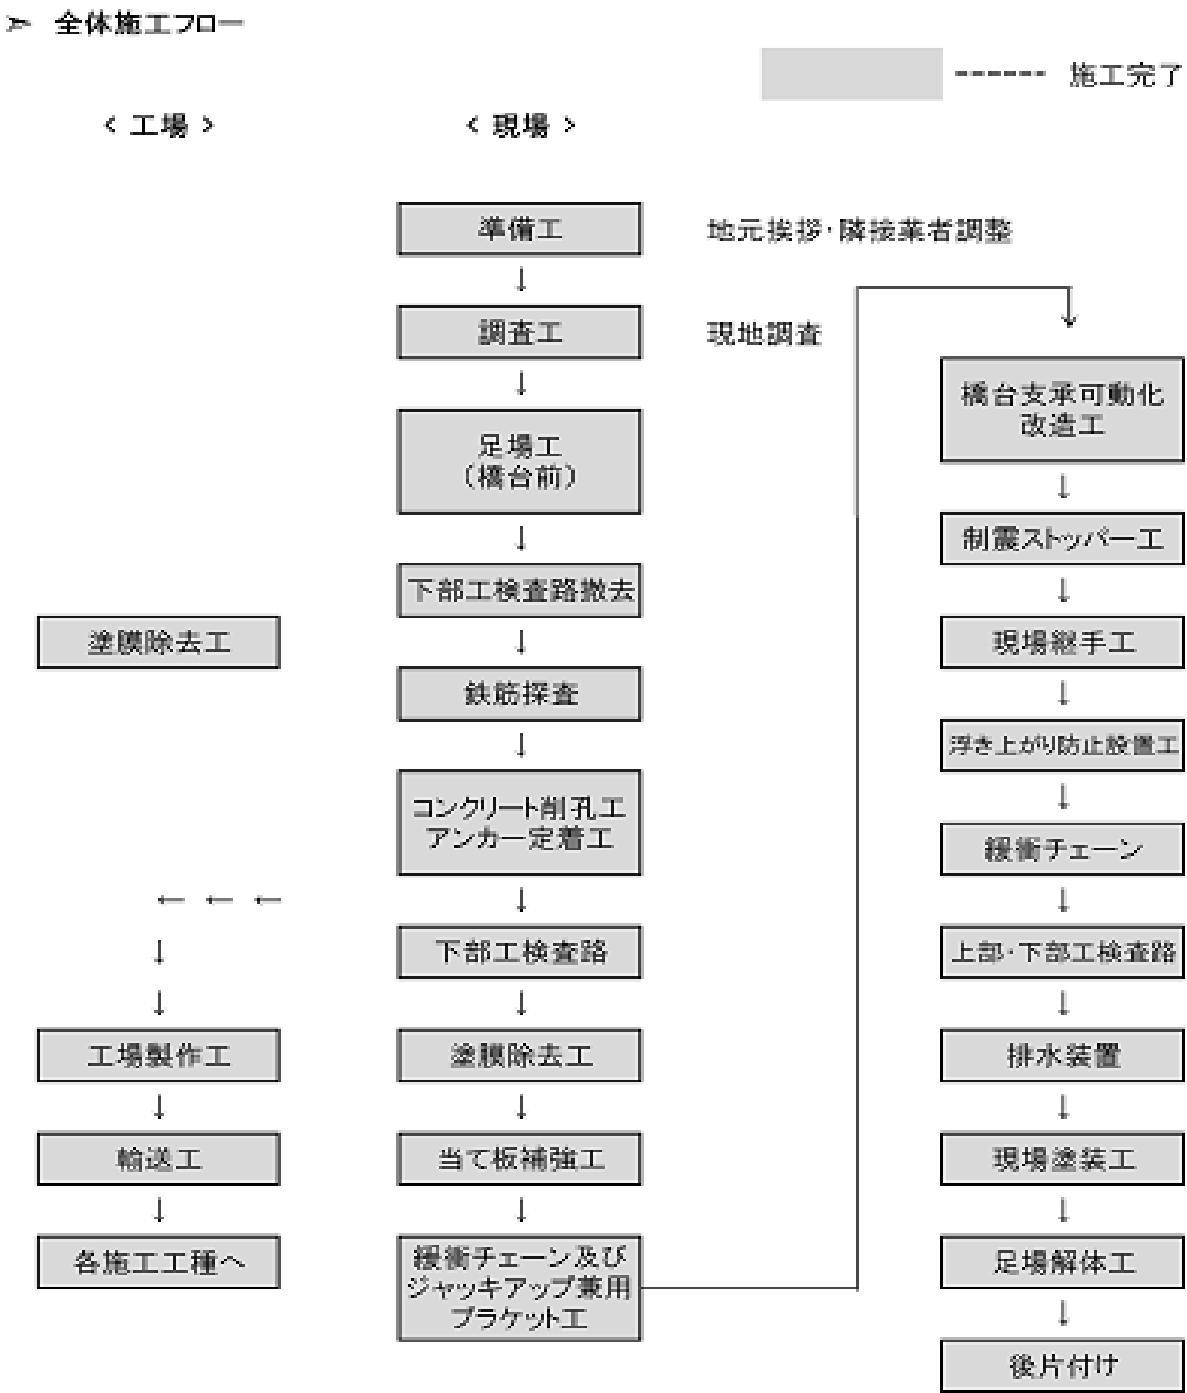 ➢ 全体施工フロー
------ 施工完了
< 工場 >
< 現場 >
準備工
地元挨拶・隣接業者調整
↓
調査工
現地調査
↓
足場工
(橋台前)
↓
下部工検査路撤去
↓
鉄筋探査
↓
コンクリート削孔工
アンカー定着工
↓
下部工検査路
↓
塗膜除去工
↓
当て板補強工
↓
緩衝チェーン及び
ジャッキアップ兼用
ブラケット工
塗膜除去工
← ← ←
↓
↓
工場製作工
↓
輸送工
↓
各施工工種へ
橋台支承可動化
改造工
↓
制震ストッパー工
↓
現場継手工
↓
浮き上がり防止設置工
↓
緩衝チェーン
↓
上部・下部工検査路
↓
排水装置
↓
現場塗装工
↓
足場解体工
↓
後片付け